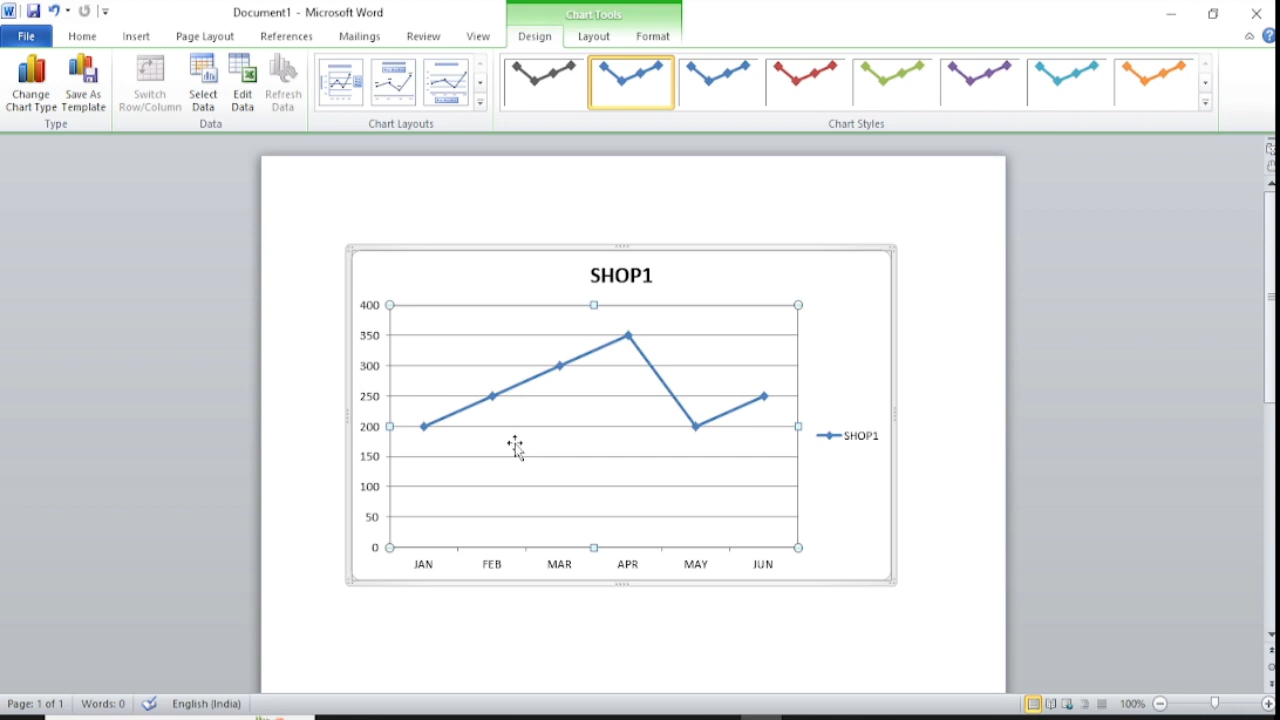 Document1 - Microsoft Word
Chart Tools
File Home Insert Page Layout References Mailings Review View Design Layout Format
Change Chart Type
Save As Template
Switch Row/Column
Select Data
Edit Data
Refresh Data
Type
Data
Chart Layouts
Chart Styles
SHOP1
400
350
300
250
200
150
100
50
0
SHOP1
JAN FEB MAR APR MAY JUN
Page: 1 of 1 Words: 0 English (India) 100%